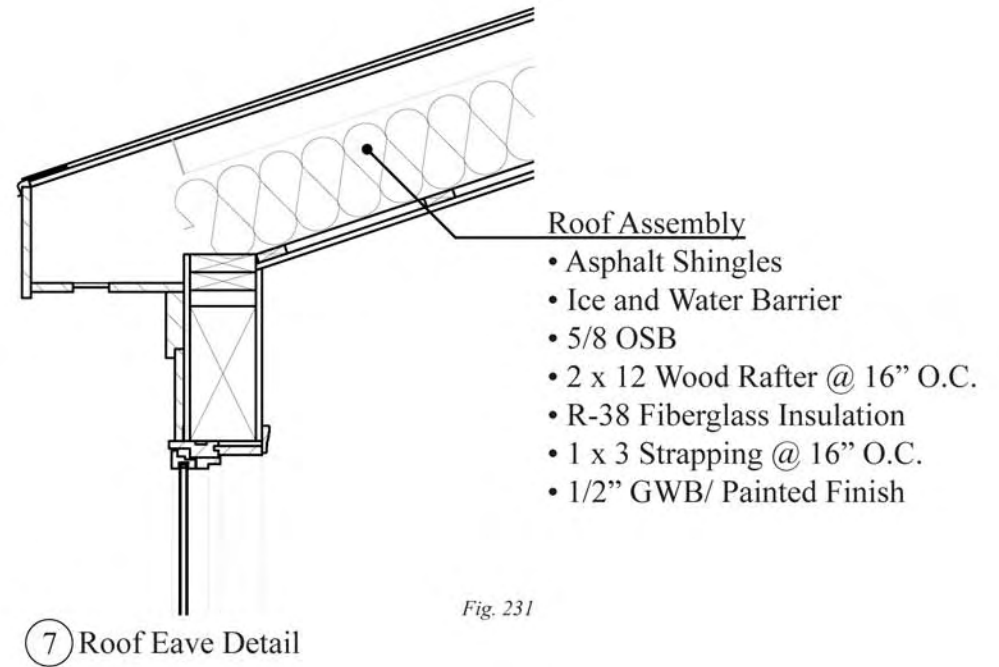 Roof Assembly
• Asphalt Shingles
• Ice and Water Barrier
• 5/8 OSB
• 2 x 12 Wood Rafter @ 16” O.C.
• R-38 Fiberglass Insulation
• 1 x 3 Strapping @ 16” O.C.
• 1/2” GWB/ Painted Finish
Fig. 231
7 Roof Eave Detail